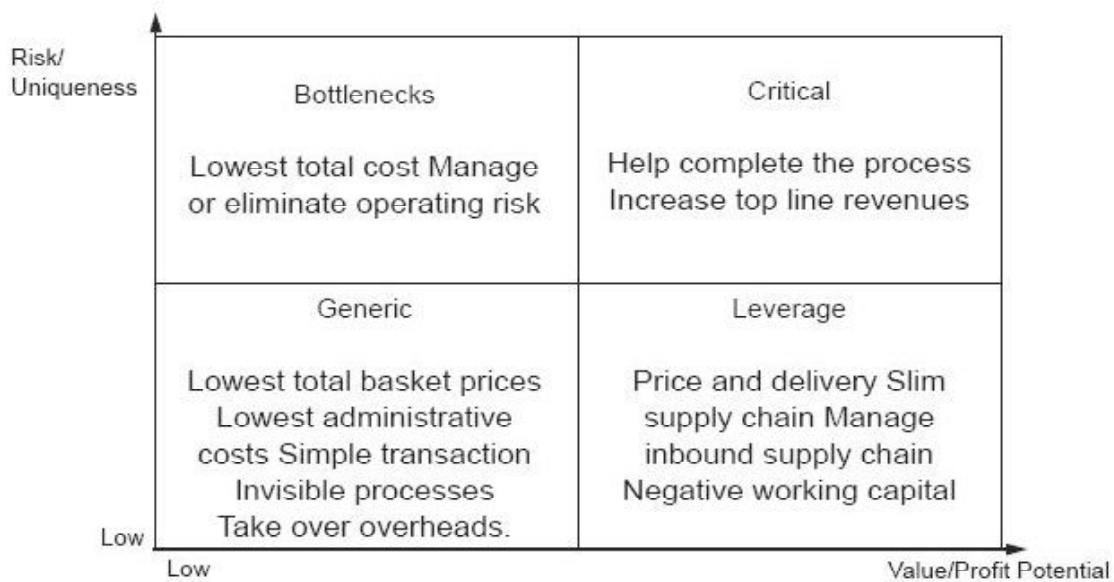 Risk/
Uniqueness
Bottlenecks
Lowest total cost Manage
or eliminate operating risk
Critical
Help complete the process
Increase top line revenues
Generic
Lowest total basket prices
Lowest administrative
costs Simple transaction
Invisible processes
Take over overheads.
Leverage
Price and delivery Slim
supply chain Manage
inbound supply chain
Negative working capital
Low
Low
Value/Profit Potential